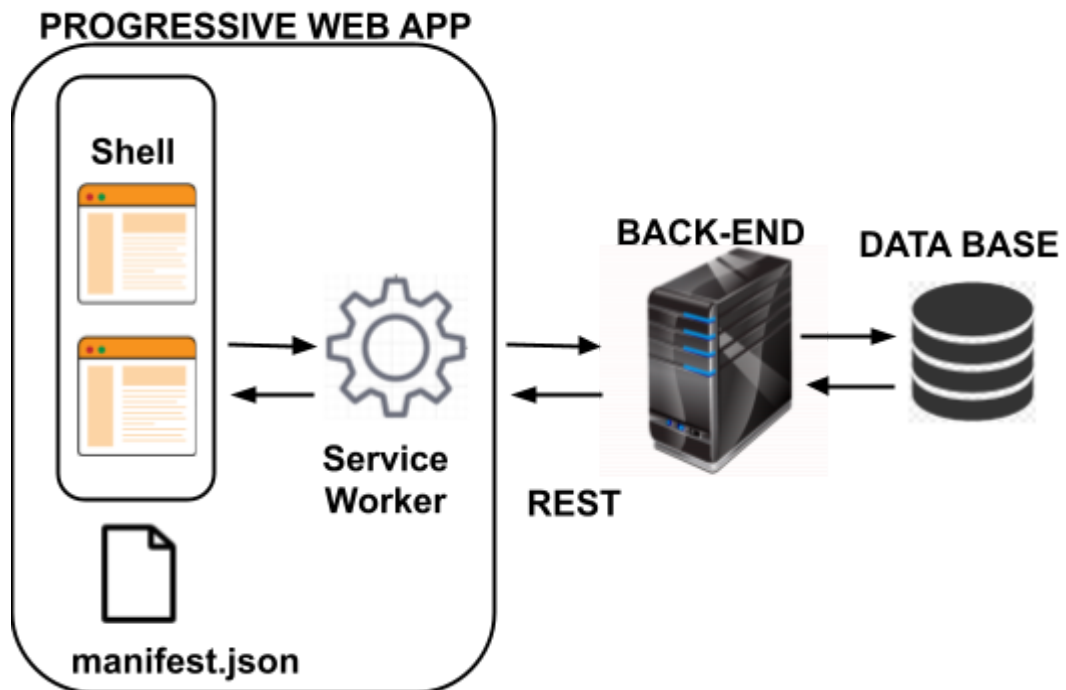 PROGRESSIVE WEB APP
Shell
BACK-END
DATA BASE
Service
Worker
REST
manifest.json